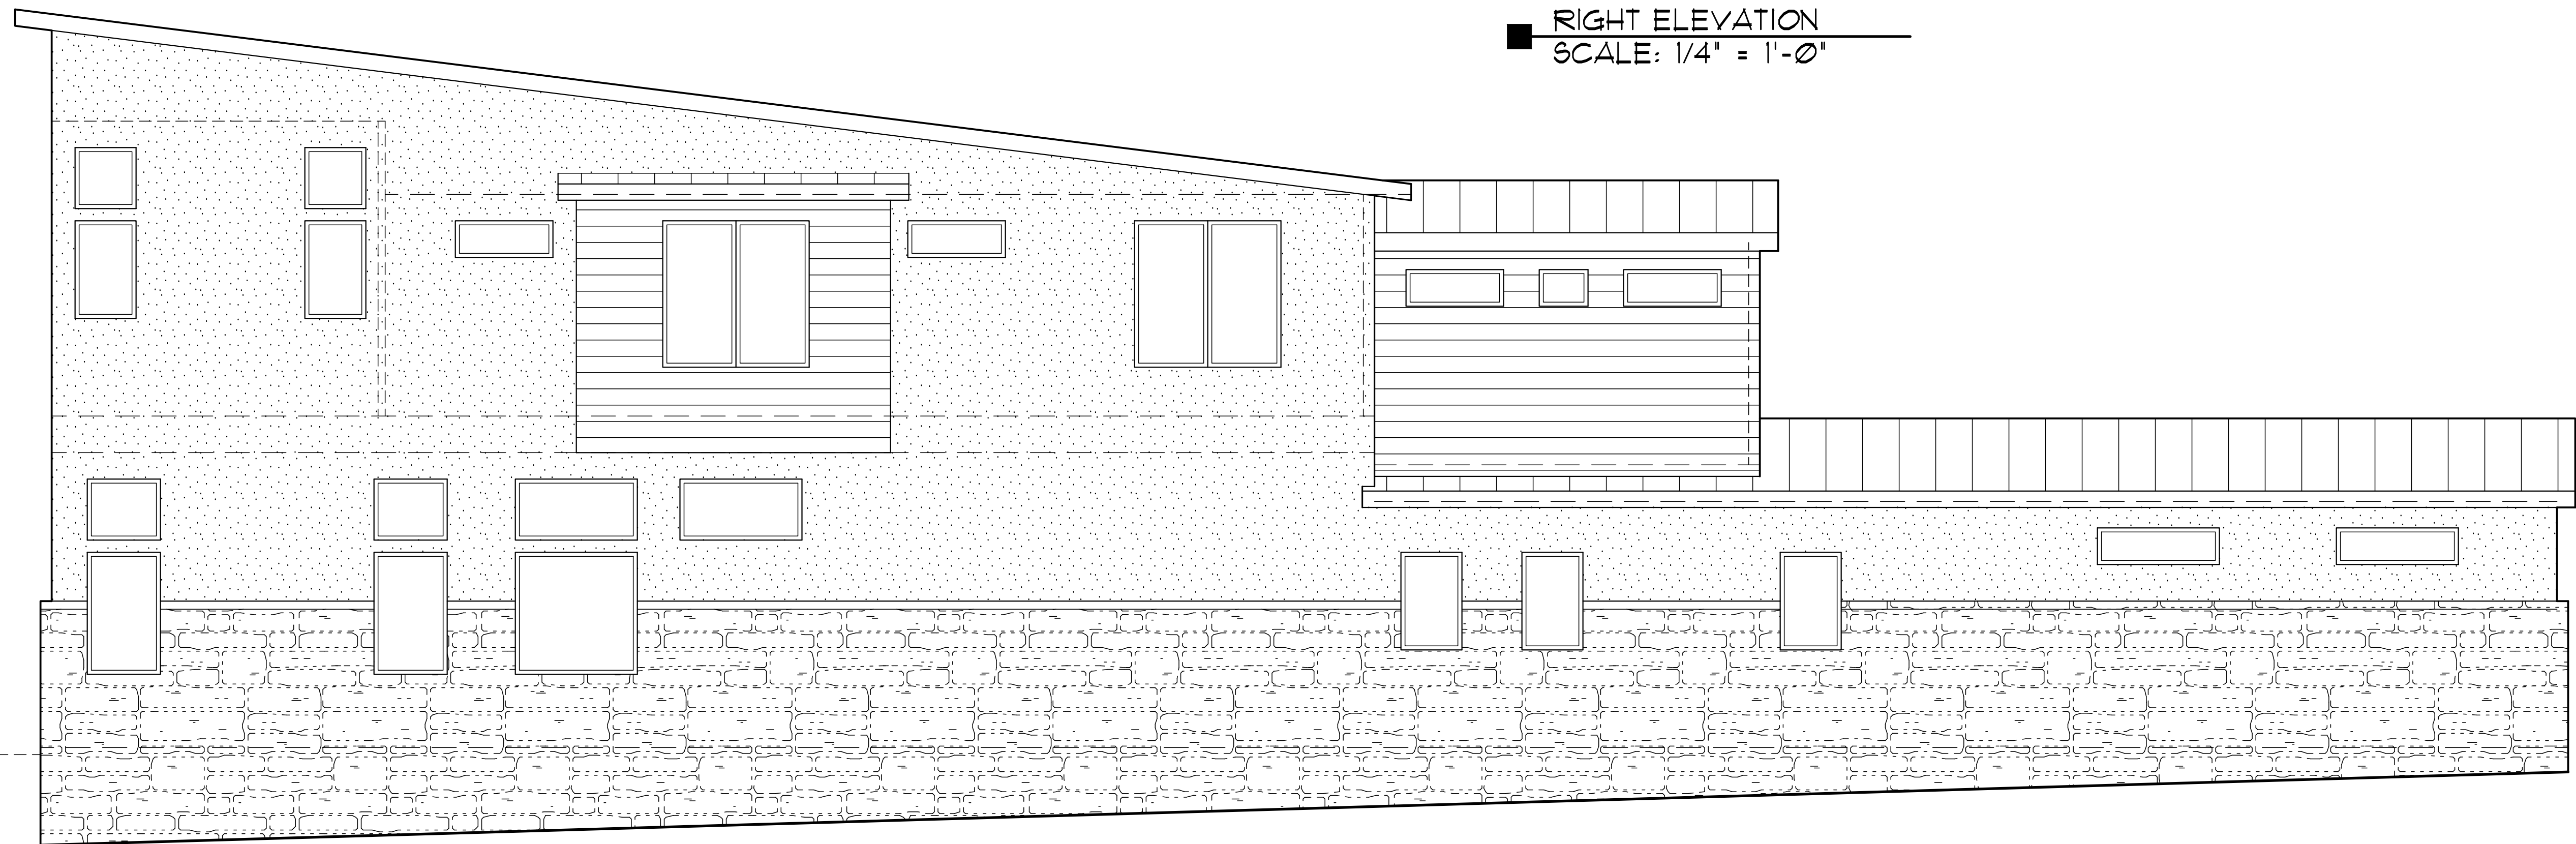 RIGHT ELEVATION
SCALE: 1/4" = 1'-0"